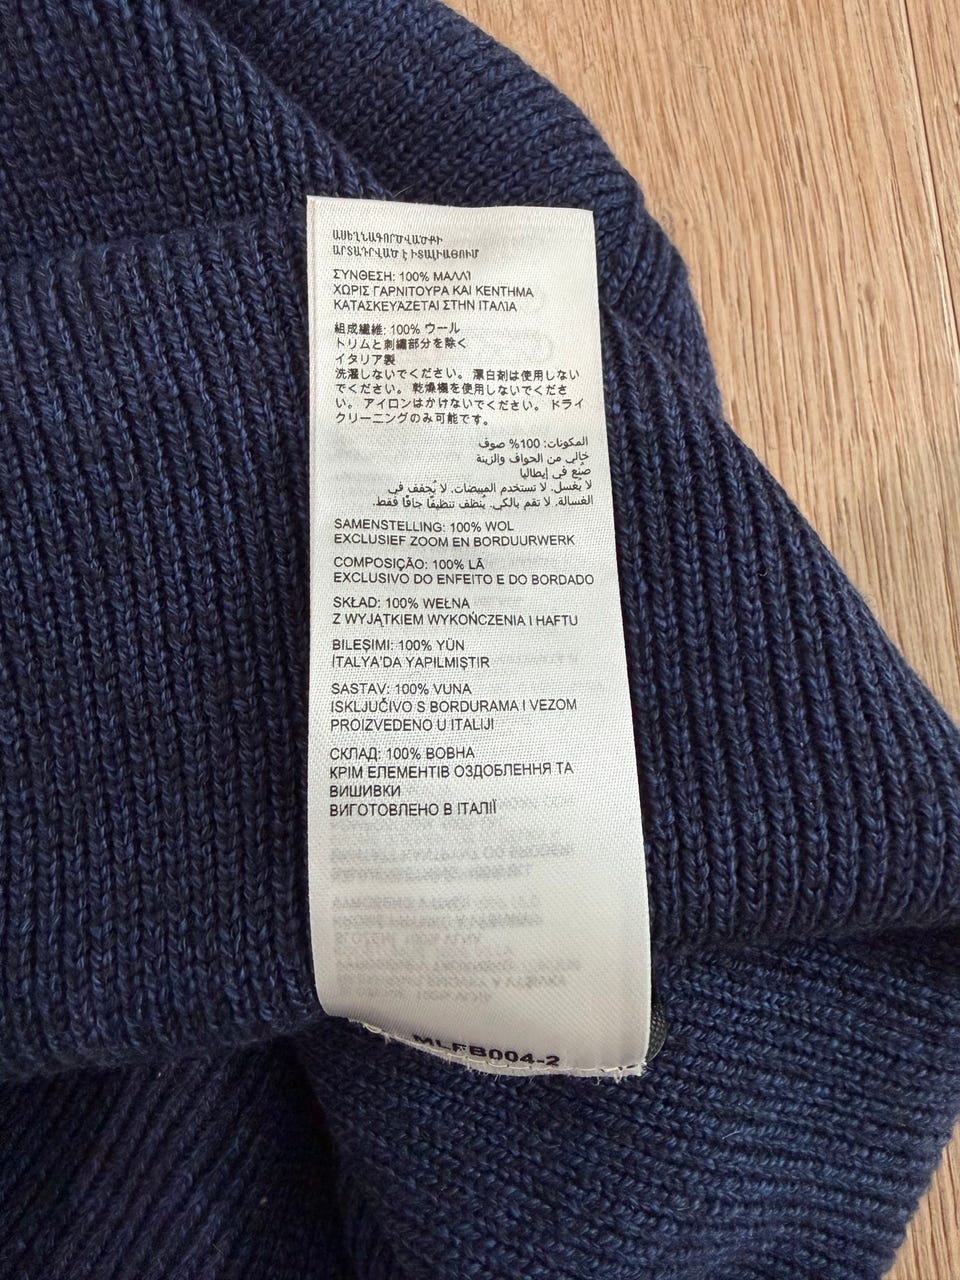 ԱՍԵՂՆԱԳՈՐԾՎԱԾՔԻ
ԱՐՏԱԴՐՎԱԾ Է ԻՏԱԼԻԱՅՈՒՄ
ΣΥΝΘΕΣΗ: 100% ΜΑΛΛΙ
ΧΩΡΙΣ ΓΑΡΝΙΤΟΥΡΑ ΚΑΙ ΚΕΝΤΗΜΑ
ΚΑΤΑΣΚΕΥΑΖΕΤΑΙ ΣΤΗΝ ΙΤΑΛΙΑ
組成繊維: 100% ウール
トリムと刺繍部分を除く
イタリア製
洗濯しないでください。漂白剤は使用しない
でください。乾燥機を使用しないでくださ
い。アイロンはかけないでください。ドライ
クリーニングのみ可能です。
المكونات: 100% صوف
خالي من الحواف والزينة
صنع في إيطاليا
لا يغسل. لا تستخدم المبيضات. لا يُجفف في
الغسالة. لا تقم بالكي. يُنظف تنظيفًا جافًا فقط.
SAMENSTELLING: 100% WOL
EXCLUSIEF ZOOM EN BORDUURWERK
COMPOSIÇÃO: 100% LÃ
EXCLUSIVO DO ENFEITO E DO BORDADO
SKŁAD: 100% WEŁNA
Z WYJĄTKIEM WYKOŃCZENIA I HAFTU
BILEŞIMI: 100% YÜN
İTALYA'DA YAPILMIŞTIR
SASTAV: 100% VUNA
ISKLJUČIVO S BORDURAMA I VEZOM
PROIZVEDENO U ITALIJI
СКЛАД: 100% ВОВНА
КРІМ ЕЛЕМЕНТІВ ОЗДОБЛЕННЯ ТА
ВИШИВКИ
ВИГОТОВЛЕНО В ІТАЛІЇ
MLFB004-2